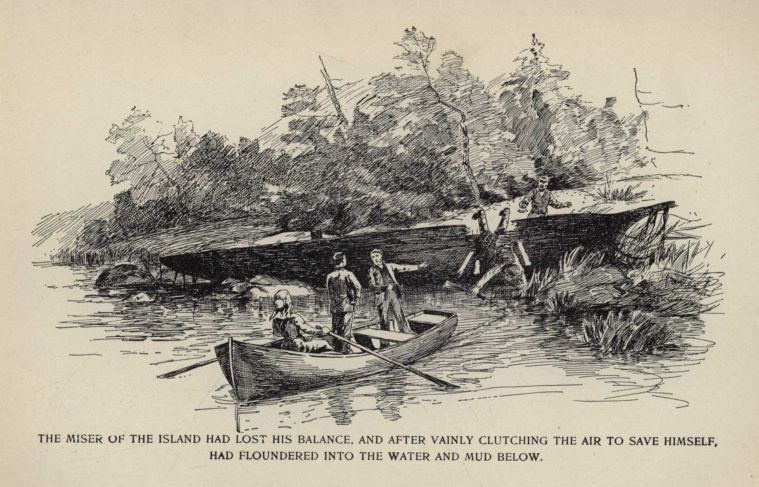 THE MISER OF THE ISLAND HAD LOST HIS BALANCE, AND AFTER VAINLY CLUTCHING THE AIR TO SAVE HIMSELF,
HAD FLOUNDERED INTO THE WATER AND MUD BELOW.